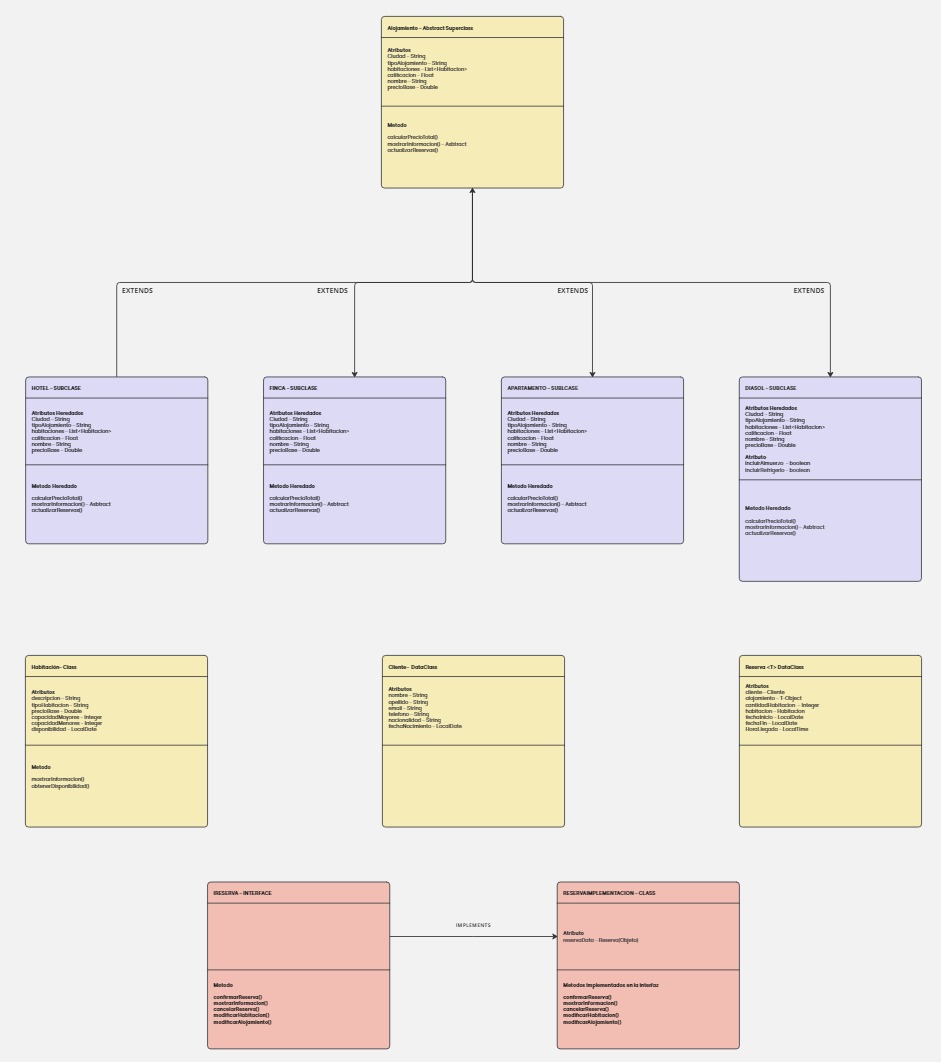 Alojamiento - Abstract Superclass
Atributos
Ciudad - String
tipoAlojamiento - String
habitaciones - List<Habitacion>
calificacion - Float
nombre - String
precioBase - Double
Metodo
calcularPrecioTotal()
mostrarInformacion() - Asbtract
actualizarReservas()
EXTENDS
EXTENDS
EXTENDS
EXTENDS
HOTEL - SUBCLASE
Atributos Heredados
Ciudad - String
tipoAlojamiento - String
habitaciones - List<Habitacion>
calificacion - Float
nombre - String
precioBase - Double
Metodo Heredado
calcularPrecioTotal()
mostrarInformacion() - Asbtract
actualizarReservas()
FINCA - SUBCLASE
Atributos Heredados
Ciudad - String
tipoAlojamiento - String
habitaciones - List<Habitacion>
calificacion - Float
nombre - String
precioBase - Double
Metodo Heredado
calcularPrecioTotal()
mostrarInformacion() - Asbtract
actualizarReservas()
APARTAMENTO - SUBLCASE
Atributos Heredados
Ciudad - String
tipoAlojamiento - String
habitaciones - List<Habitacion>
calificacion - Float
nombre - String
precioBase - Double
Metodo Heredado
calcularPrecioTotal()
mostrarInformacion() - Asbtract
actualizarReservas()
DIASOL - SUBCLASE
Atributos Heredados
Ciudad - String
tipoAlojamiento - String
habitaciones - List<Habitacion>
calificacion - Float
nombre - String
precioBase - Double
Atributo
incluirAlmuerzo - boolean
incluirRefrigerio - boolean
Metodo Heredado
calcularPrecioTotal()
mostrarInformacion() - Asbtract
actualizarReservas()
Habitación- Class
Atributos
descripcion - String
tipoHabitacion - String
precioBase - Double
capacidadMayores - Integer
capacidadMenores - Integer
disponibilidad - LocalDate
Metodo
mostrarInformacion()
obtenerDisponibilidad()
Cliente- DataClass
Atributos
nombre - String
apellido - String
email - String
telefono - String
nacionalidad - String
fechaNacimiento - LocalDate
Reserva <T> DataClass
Atributos
cliente - Cliente
alojamiento - T-Object
cantidadHabitacion - Integer
habitacion - Habitacion
fechaInicio - LocalDate
fechaFin - LocalDate
HoraLlegada - LocalTime
IRESERVA - INTERFACE
Metodo
confirmarReserva()
mostrarInformacion()
cancelarReserva()
modificarHabitacion()
modificarAlojamiento()
IMPLEMENTS
RESERVAIMPLEMENTACION - CLASS
Atributo
reservaData - Reserva(Objeto)
Metodos implementados en la interfaz
confirmarReserva()
mostrarInformacion()
cancelarReserva()
modificarHabitacion()
modificarAlojamiento()